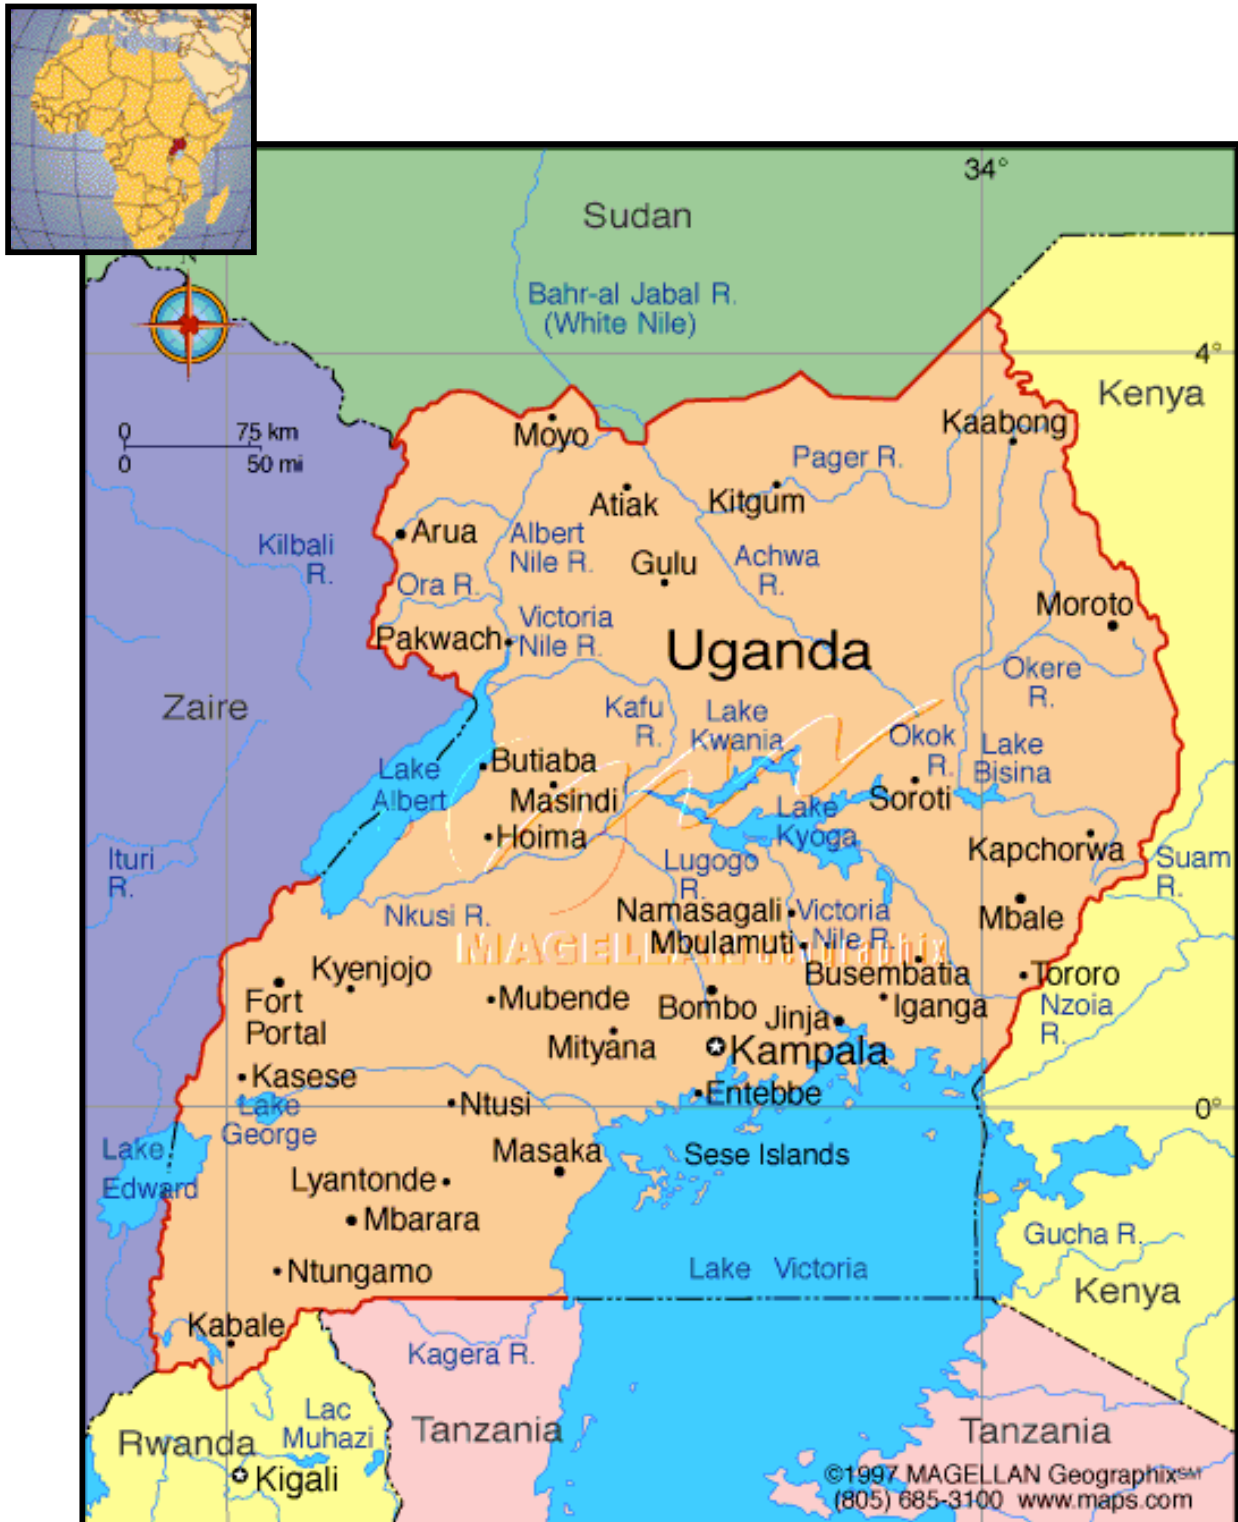 34°
Sudan
Bahr-al Jabal R.
(White Nile)
4°
Kenya
Kaabong
0
75 km
0
50 mi
Moyo
Pager R.
Atiak
Kitgum
Arua
Albert
Nile R.
Kilbali
R.
Gulu
Achwa
R.
Ora R.
Moroto
Victoria
Nile R.
Pakwach
Uganda
Okere
R.
Zaire
Kafu
R.
Lake
Kwania
Okok
R.
Lake
Bisina
Butiaba
Lake
Albert
Masindi
Soroti
Lake
Kyoga
Hoima
Kapchorwa
Ituri
R.
Lugogo
R.
Suam
R.
Nkusi R.
Namasagali
Victoria
Nile R.
Mbale
Mbulamuti
MAGELLAN Geographix
Kyenjojo
Busembatia
Tororo
Fort
Portal
Mubende
Bombo
Jinja
Iganga
Nzoia
R.
Mityana
Kampala
Kasese
Entebbe
Lake
George
Ntusi
0°
Lake
Edward
Masaka
Sese Islands
Lyantonde
Mbarara
Gucha R.
Ntungamo
Lake Victoria
Kenya
Kabale
Kagera R.
Lac
Muhazi
Rwanda
Tanzania
Tanzania
Kigali
©1997 MAGELLAN Geographix℠
(805) 685-3100 www.maps.com